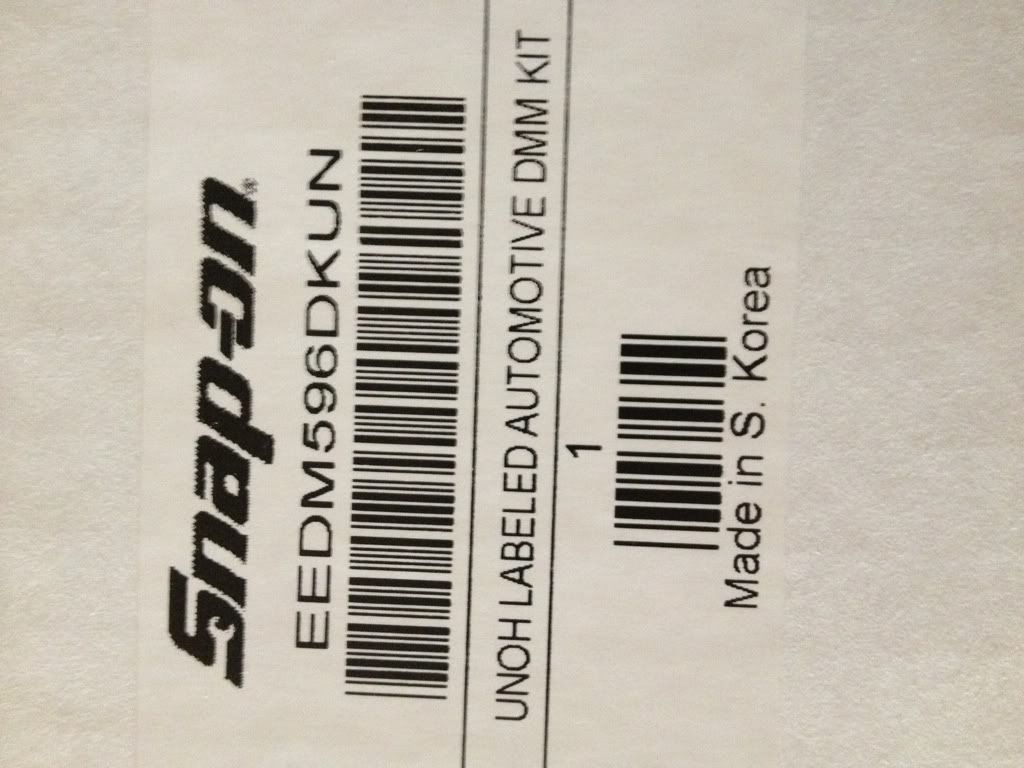 Snap-on®
EEDM596DKUN
UNOH LABELED AUTOMOTIVE DMM KIT
1
Made in S. Korea